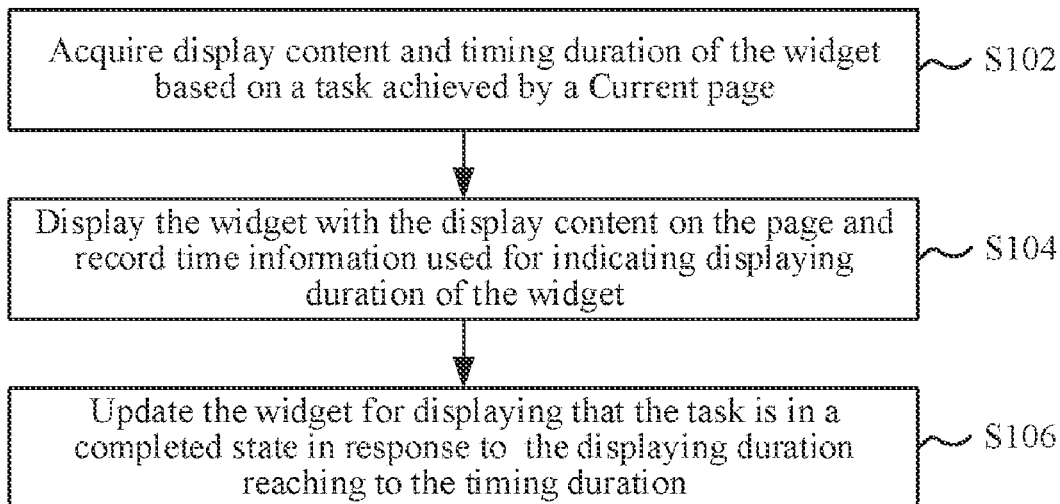 Acquire display content and timing duration of the widget
based on a task achieved by a Current page
S102
Display the widget with the display content on the page and
record time information used for indicating displaying
duration of the widget
S104
Update the widget for displaying that the task is in a
completed state in response to the displaying duration
reaching to the timing duration
S106